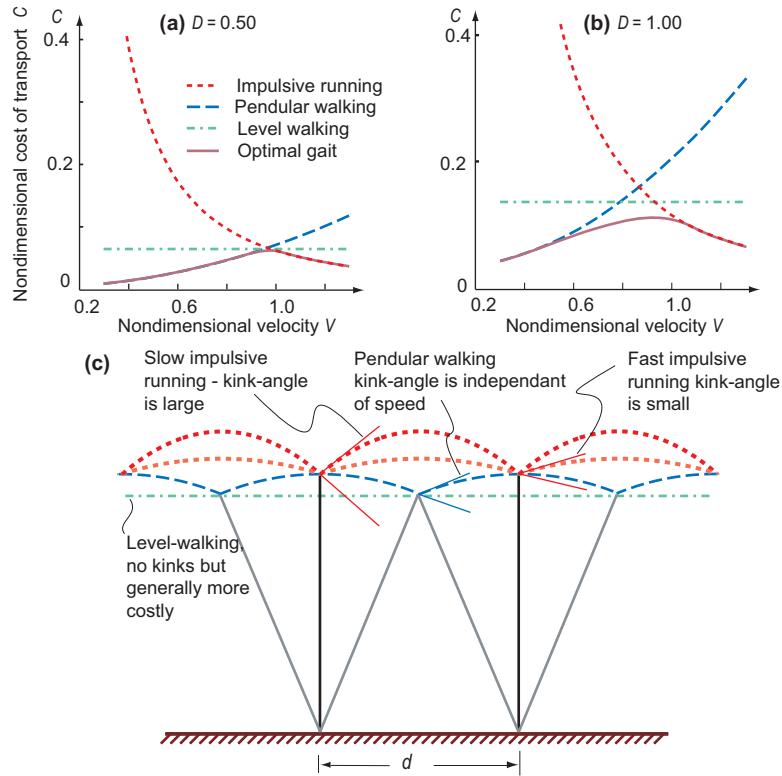 C
(a) D = 0.50
0.4
0.2
0
Nondimensional cost of transport C
Impulsive running
Pendular walking
Level walking
Optimal gait
0.2
0.6
1.0
Nondimensional velocity V
C
(b) D = 1.00
0.4
0.2
0
0.2
0.6
1.0
Nondimensional velocity V
(c)
Slow impulsive
running - kink-angle
is large
Pendular walking
kink-angle is independant
of speed
Fast impulsive
running kink-angle
is small
Level-walking,
no kinks but
generally more
costly
d